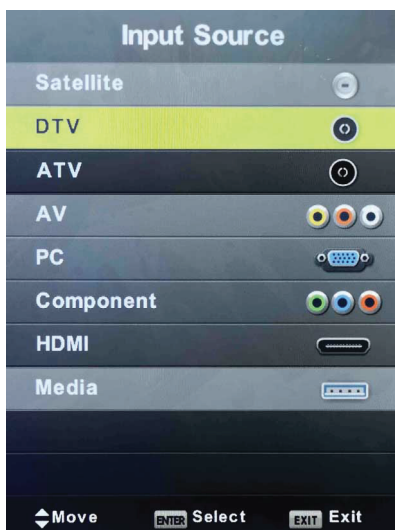 Input Source
Satellite
DTV
ATV
AV
PC
Component
HDMI
Media
Move ENTER Select EXIT Exit